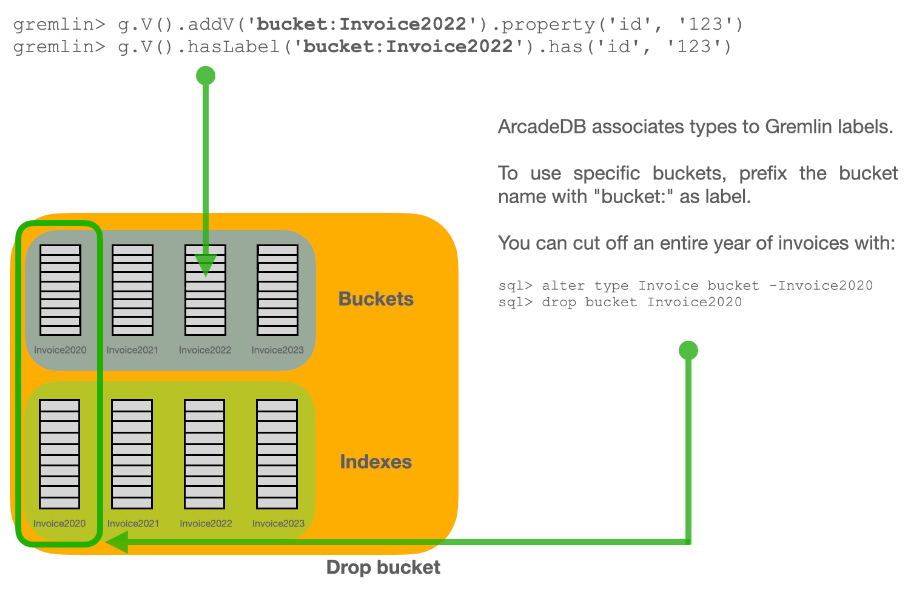 gremlin> g.V().addV('bucket:Invoice2022').property('id', '123')
gremlin> g.V().hasLabel('bucket:Invoice2022').has('id', '123')
ArcadeDB associates types to Gremlin labels.
To use specific buckets, prefix the bucket
name with "bucket:" as label.
You can cut off an entire year of invoices with:
sql> alter type Invoice bucket -Invoice2020
sql> drop bucket Invoice2020
Buckets
Invoice2020 Invoice2021 Invoice2022 Invoice2023
Indexes
Invoice2020 Invoice2021 Invoice2022 Invoice2023
Drop bucket